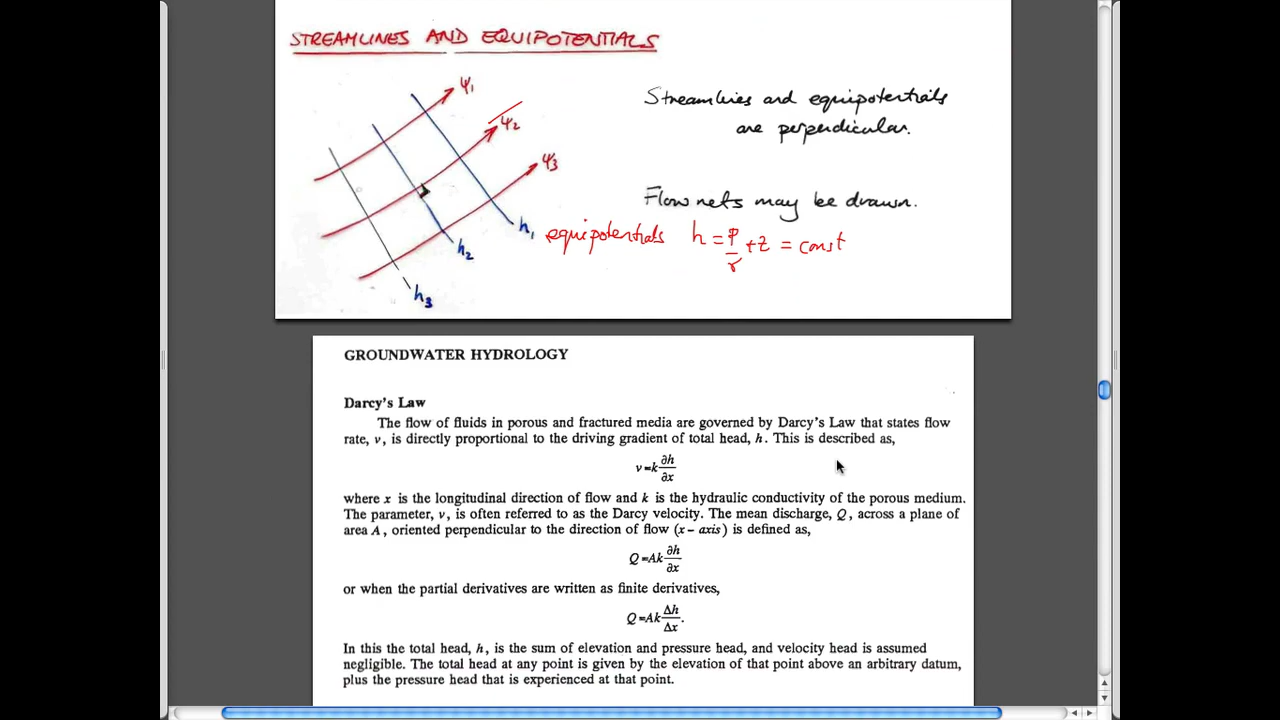 STREAMLINES AND EQUIPOTENTIALS
ψ₁
ψ₂
ψ₃
h₁
h₂
h₃
Streamlines and equipotentials
are perpendicular.
Flow nets may be drawn.
equipotentials h = p/γ + z = const
GROUNDWATER HYDROLOGY
Darcy's Law
The flow of fluids in porous and fractured media are governed by Darcy's Law that states flow
rate, v, is directly proportional to the driving gradient of total head, h. This is described as,
v = k ∂h/∂x
where x is the longitudinal direction of flow and k is the hydraulic conductivity of the porous medium.
The parameter, v, is often referred to as the Darcy velocity. The mean discharge, Q, across a plane of
area A, oriented perpendicular to the direction of flow (x – axis) is defined as,
Q = Ak ∂h/∂x
or when the partial derivatives are written as finite derivatives,
Q = Ak Δh/Δx.
In this the total head, h, is the sum of elevation and pressure head, and velocity head is assumed
negligible. The total head at any point is given by the elevation of that point above an arbitrary datum,
plus the pressure head that is experienced at that point.